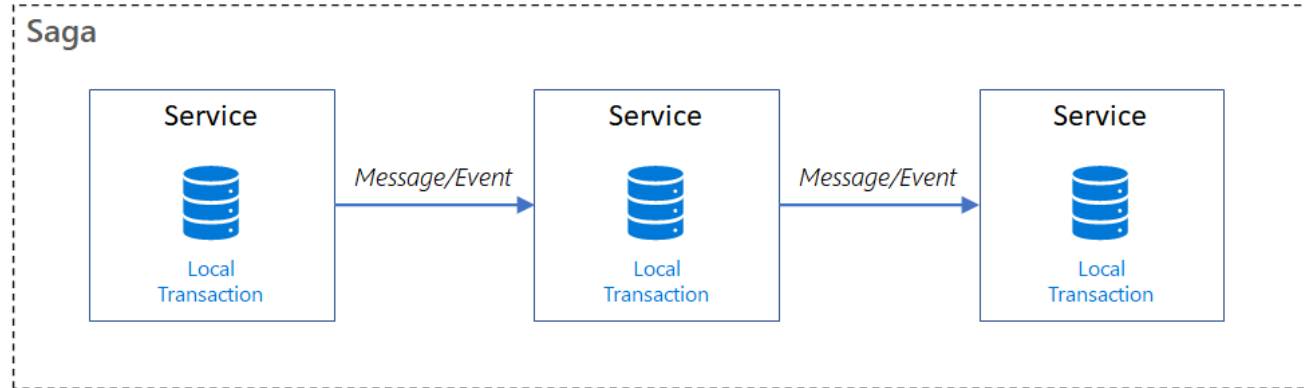 Saga
Service
Service
Service
Message/Event
Message/Event
Local
Transaction
Local
Transaction
Local
Transaction